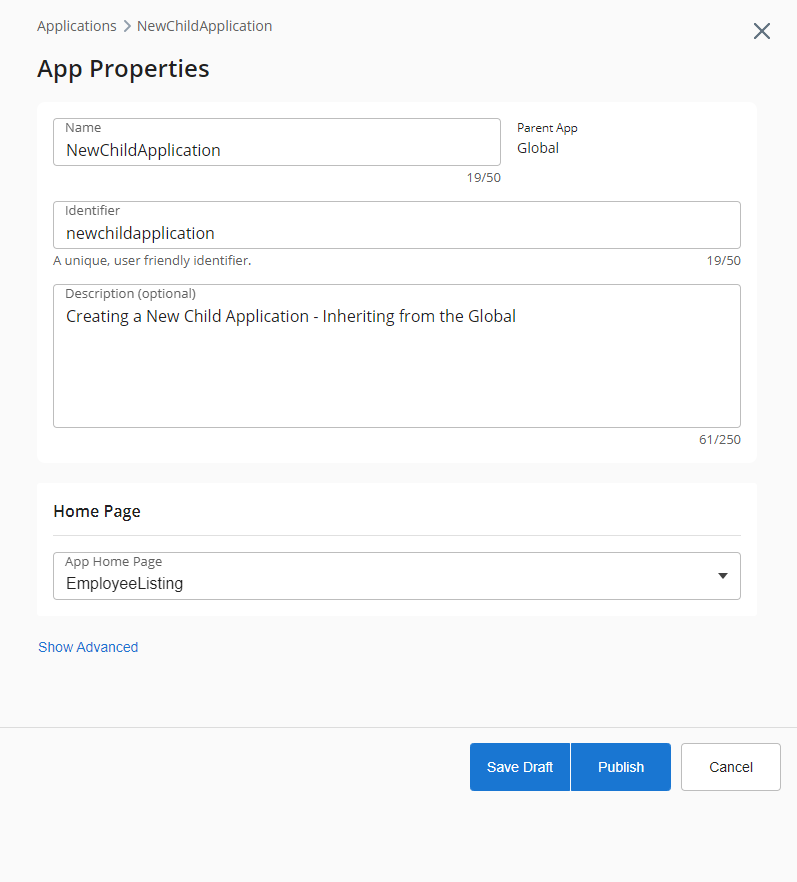 Applications > NewChildApplication
App Properties
Name
NewChildApplication
19/50
Parent App
Global
Identifier
newchildapplication
A unique, user friendly identifier.
19/50
Description (optional)
Creating a New Child Application - Inheriting from the Global
61/250
Home Page
App Home Page
EmployeeListing
Show Advanced
Save Draft
Publish
Cancel